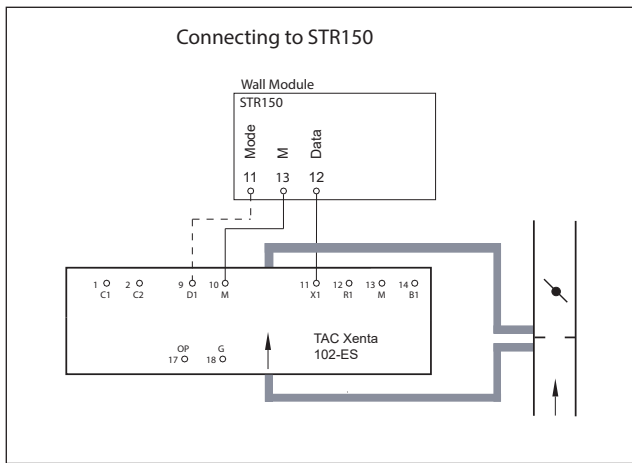 Connecting to STR150
Wall Module
STR150
Mode
M
Data
11 13 12
1 2 9 10 11 12 13 14
C1 C2 D1 M X1 R1 M B1
TAC Xenta
102-ES
OP G
17 18